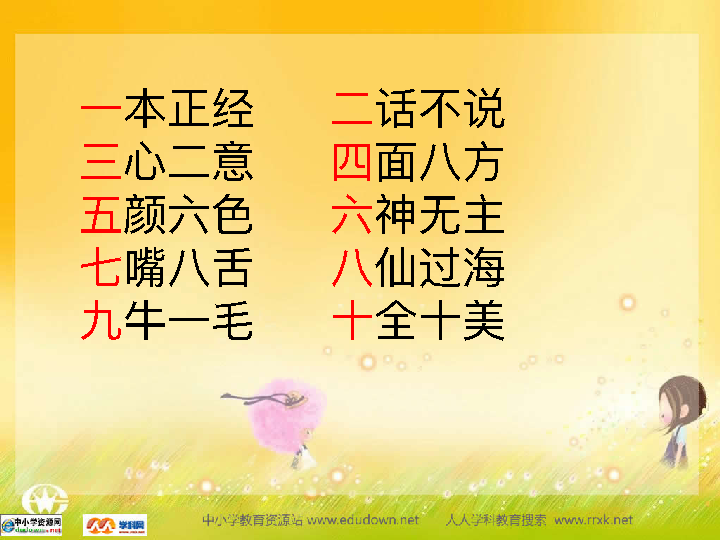 一本正经 二话不说
三心二意 四面八方
五颜六色 六神无主
七嘴八舌 八仙过海
九牛一毛 十全十美
中小学资源网 学科网 中小学教育资源站 www.edudown.net 人人学科教育搜索 www.rrxk.net